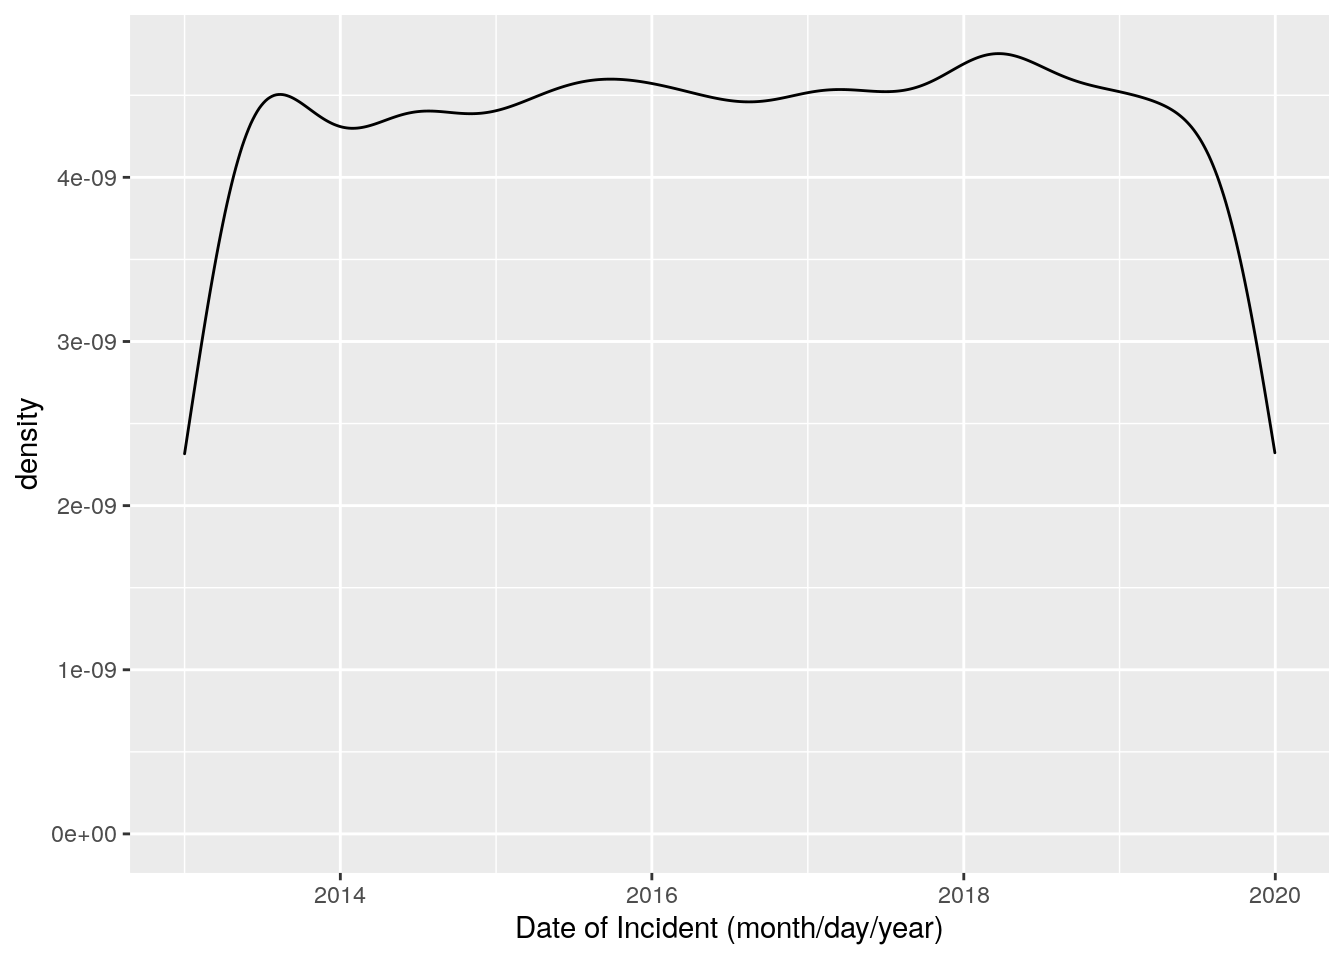 density
4e-09
3e-09
2e-09
1e-09
0e+00
2014 2016 2018 2020
Date of Incident (month/day/year)